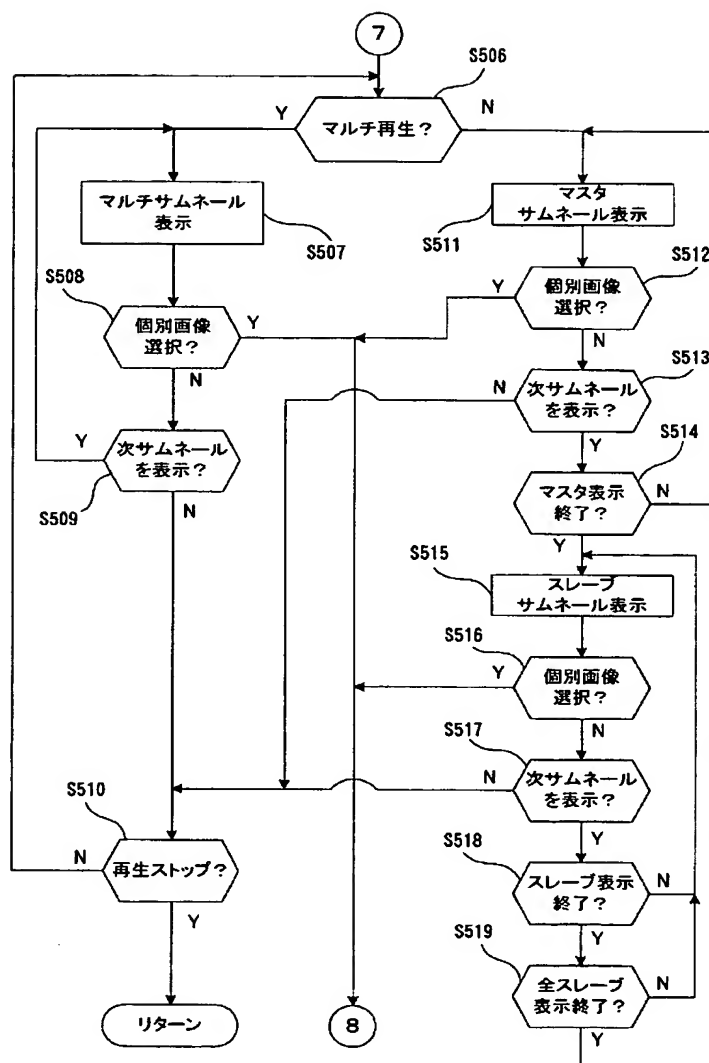 7
S506
マルチ再生?
Y
N
マルチサムネール
表示
S507
マスタ
サムネール表示
S511
S508
個別画像
選択?
Y
N
S512
個別画像
選択?
Y
N
S513
次サムネール
を表示?
N
Y
次サムネール
を表示?
Y
N
S509
S514
マスタ表示
終了?
N
Y
S515
スレーブ
サムネール表示
S516
個別画像
選択?
Y
N
S517
次サムネール
を表示?
N
Y
S510
再生ストップ?
N
Y
S518
スレーブ表示
終了?
N
Y
S519
全スレーブ
表示終了?
N
Y
リターン
8